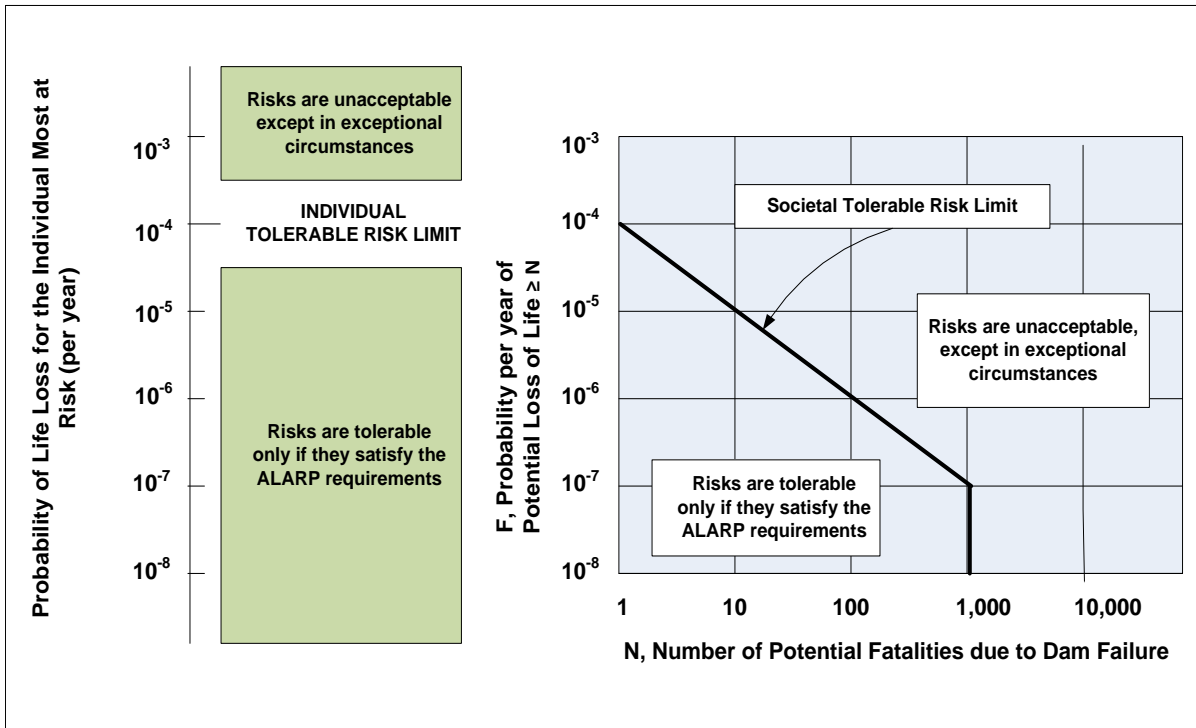 Probability of Life Loss for the Individual Most at
Risk (per year)
10⁻³
10⁻⁴
10⁻⁵
10⁻⁶
10⁻⁷
10⁻⁸
Risks are unacceptable
except in exceptional
circumstances
INDIVIDUAL
TOLERABLE RISK LIMIT
Risks are tolerable
only if they satisfy the
ALARP requirements
F, Probability per year of
Potential Loss of Life ≥ N
10⁻³
10⁻⁴
10⁻⁵
10⁻⁶
10⁻⁷
10⁻⁸
Societal Tolerable Risk Limit
Risks are unacceptable,
except in exceptional
circumstances
Risks are tolerable
only if they satisfy the
ALARP requirements
1 10 100 1,000 10,000
N, Number of Potential Fatalities due to Dam Failure